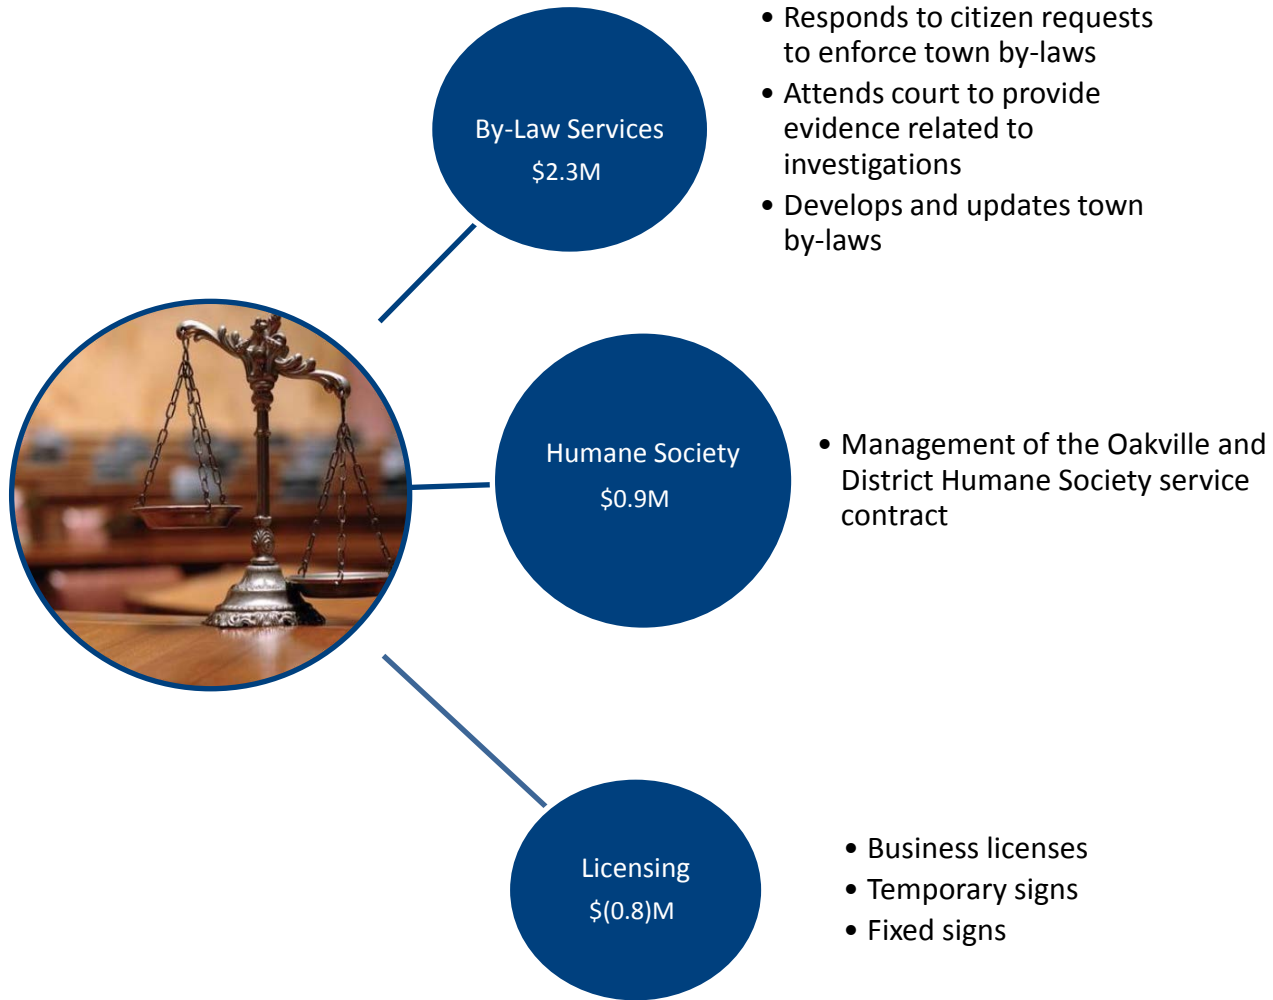 By-Law Services
$2.3M
• Responds to citizen requests
to enforce town by-laws
• Attends court to provide
evidence related to
investigations
• Develops and updates town
by-laws
Humane Society
$0.9M
• Management of the Oakville and
District Humane Society service
contract
Licensing
$(0.8)M
• Business licenses
• Temporary signs
• Fixed signs